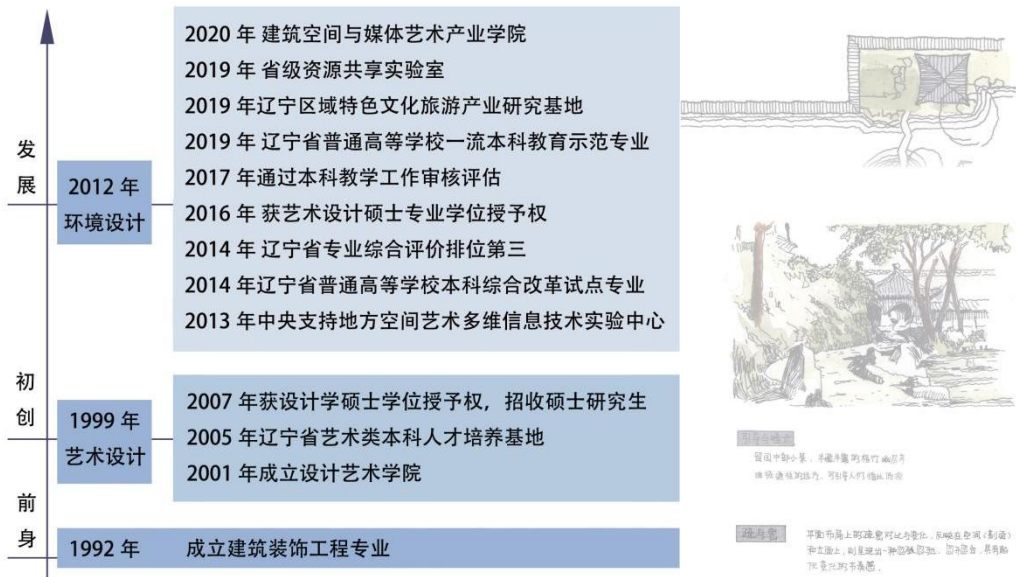 2020 年 建筑空间与媒体艺术产业学院
2019 年 省级资源共享实验室
2019 年辽宁区域特色文化旅游产业研究基地
2019 年辽宁省普通高等学校一流本科教育示范专业
2017 年通过本科教学工作审核评估
2016 年 获艺术设计硕士专业学位授予权
2014 年 辽宁省专业综合评价排位第三
2014 年辽宁省普通高等学校本科综合改革试点专业
2013 年中央支持地方空间艺术多维信息技术实验中心
发展
2012 年
环境设计
2007 年获设计学硕士学位授予权，招收硕士研究生
2005 年辽宁省艺术类本科人才培养基地
2001 年成立设计艺术学院
初创
1999 年
艺术设计
前身
1992 年
成立建筑装饰工程专业
疏与密